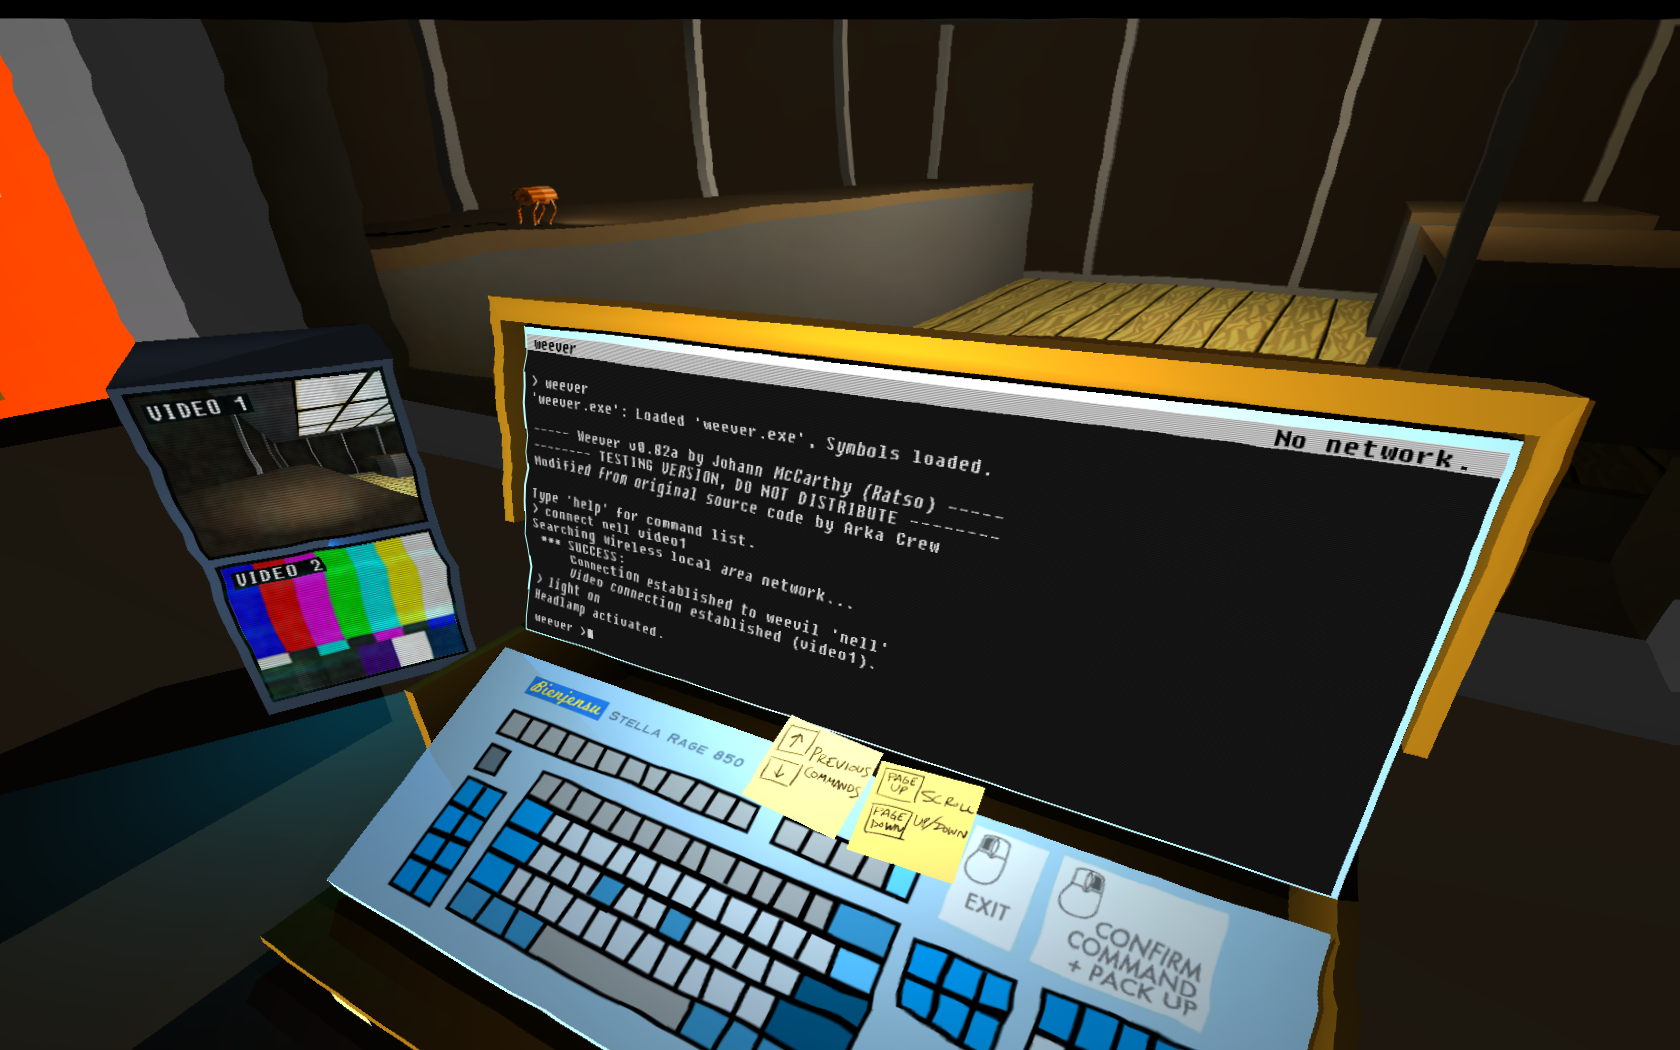 VIDEO 1
VIDEO 2
weever
No network.
> weever
'weever.exe': Loaded 'weever.exe', Symbols loaded.
----- Weever v0.82a by Johann McCarthy (Ratso) -----
-------- TESTING VERSION, DO NOT DISTRIBUTE --------
Modified from original source code by Arka Crew
Type 'help' for command list.
> connect nell video1
Searching wireless local area network...
*** SUCCESS:
Connection established to weevil 'nell'
Video connection established (video1).
> light on
Headlamp activated.
weever >
Bienjensu
STELLA RAGE 850
PREVIOUS
COMMANDS
PAGE
UP
SCROLL
PAGE
DOWN
UP/DOWN
EXIT
CONFIRM
COMMAND
+ PACK UP